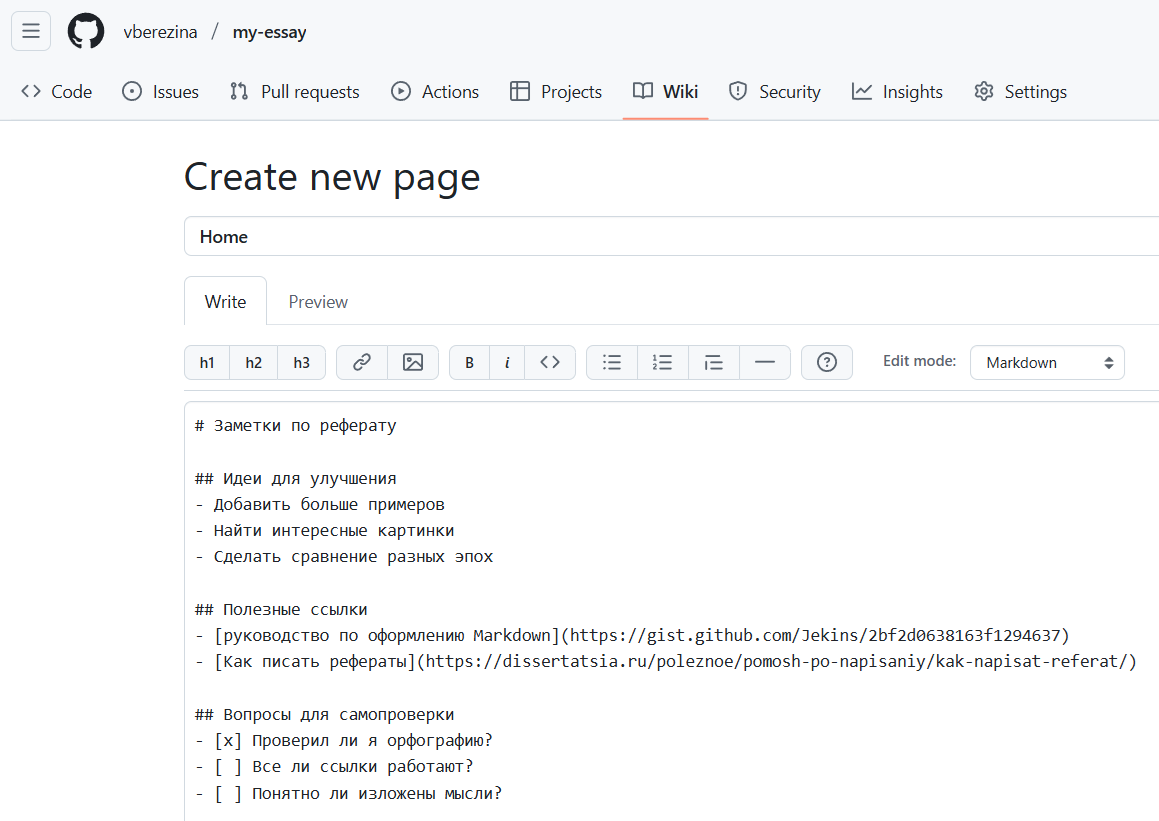 vberezina / my-essay
Code Issues Pull requests Actions Projects Wiki Security Insights Settings
Create new page
Home
Write Preview
h1 h2 h3 B i Edit mode: Markdown
# Заметки по реферату
## Идеи для улучшения
- Добавить больше примеров
- Найти интересные картинки
- Сделать сравнение разных эпох
## Полезные ссылки
- [руководство по оформлению Markdown](https://gist.github.com/Jekins/2bf2d0638163f1294637)
- [Как писать рефераты](https://dissertatsia.ru/poleznoe/pomosh-po-napisaniy/kak-napisat-referat/)
## Вопросы для самопроверки
- [x] Проверил ли я орфографию?
- [ ] Все ли ссылки работают?
- [ ] Понятно ли изложены мысли?